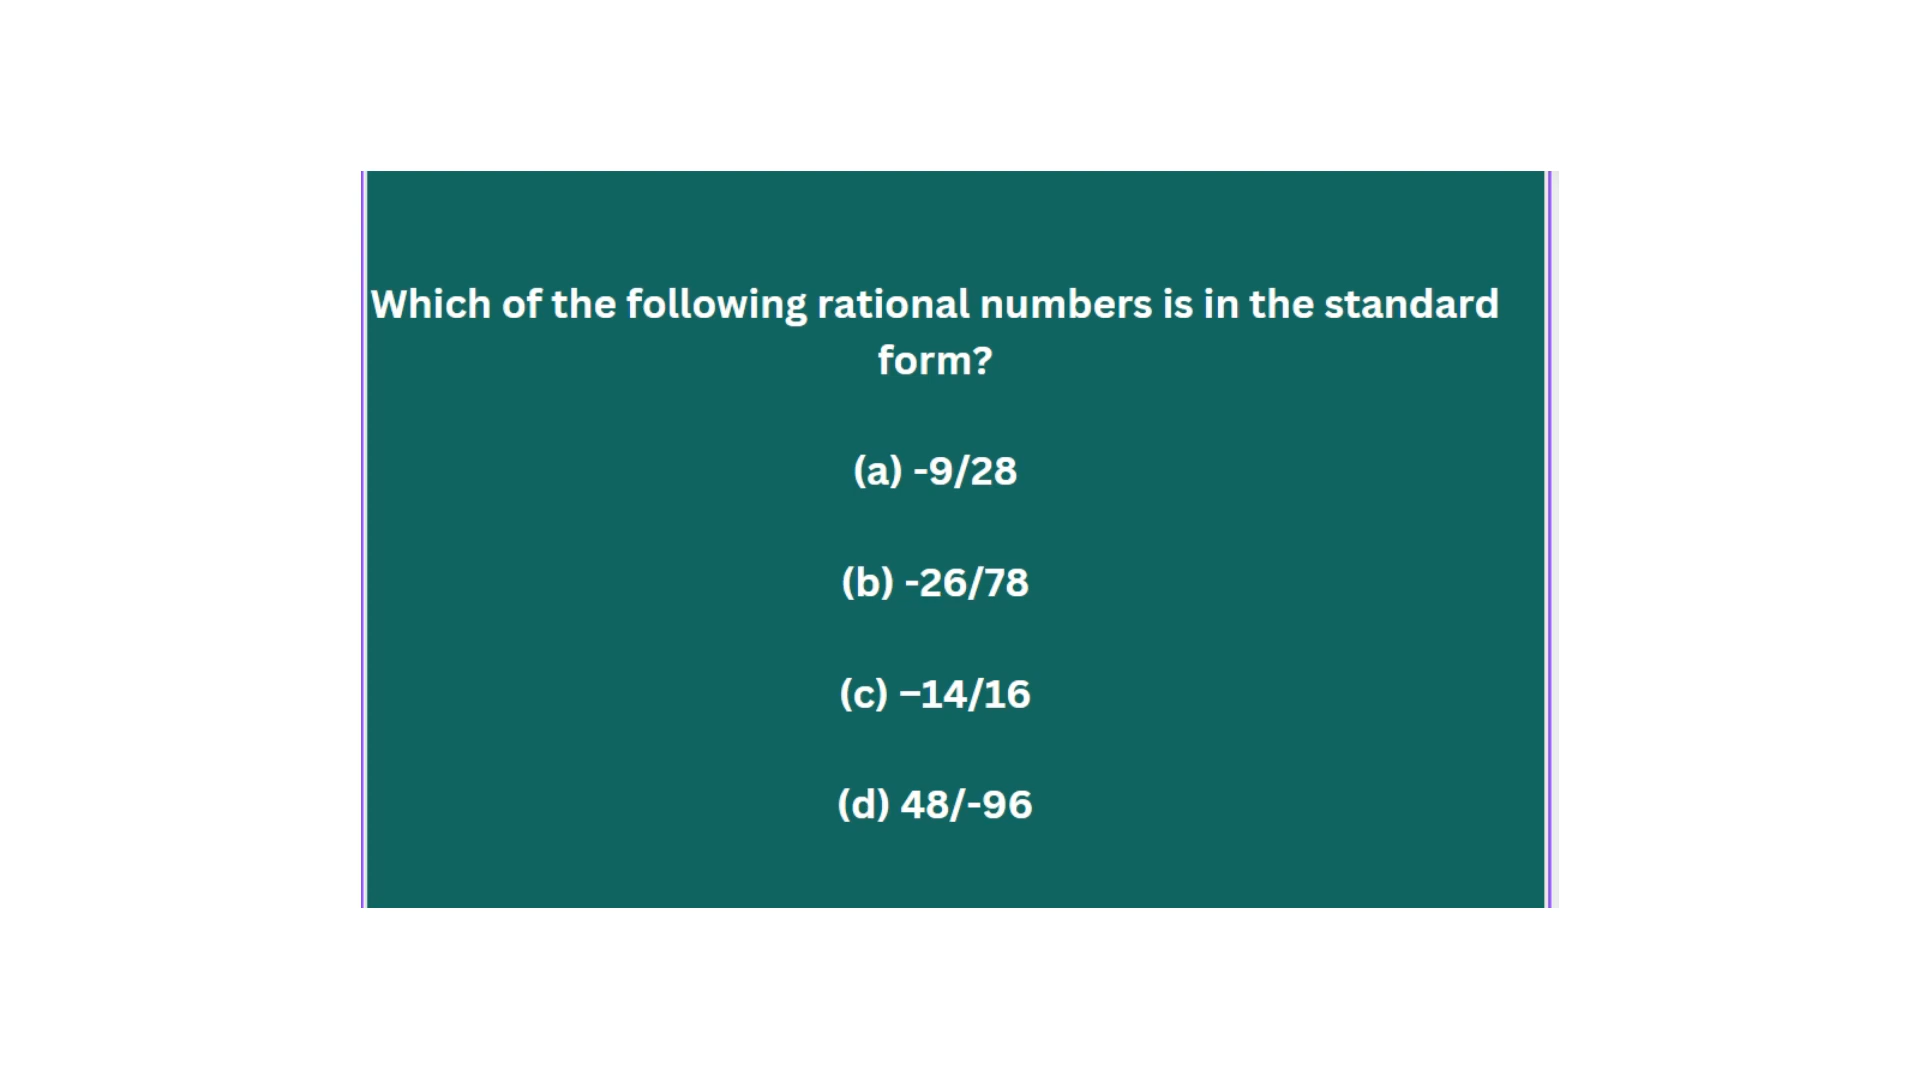 Which of the following rational numbers is in the standard
form?
(a) -9/28
(b) -26/78
(c) –14/16
(d) 48/-96